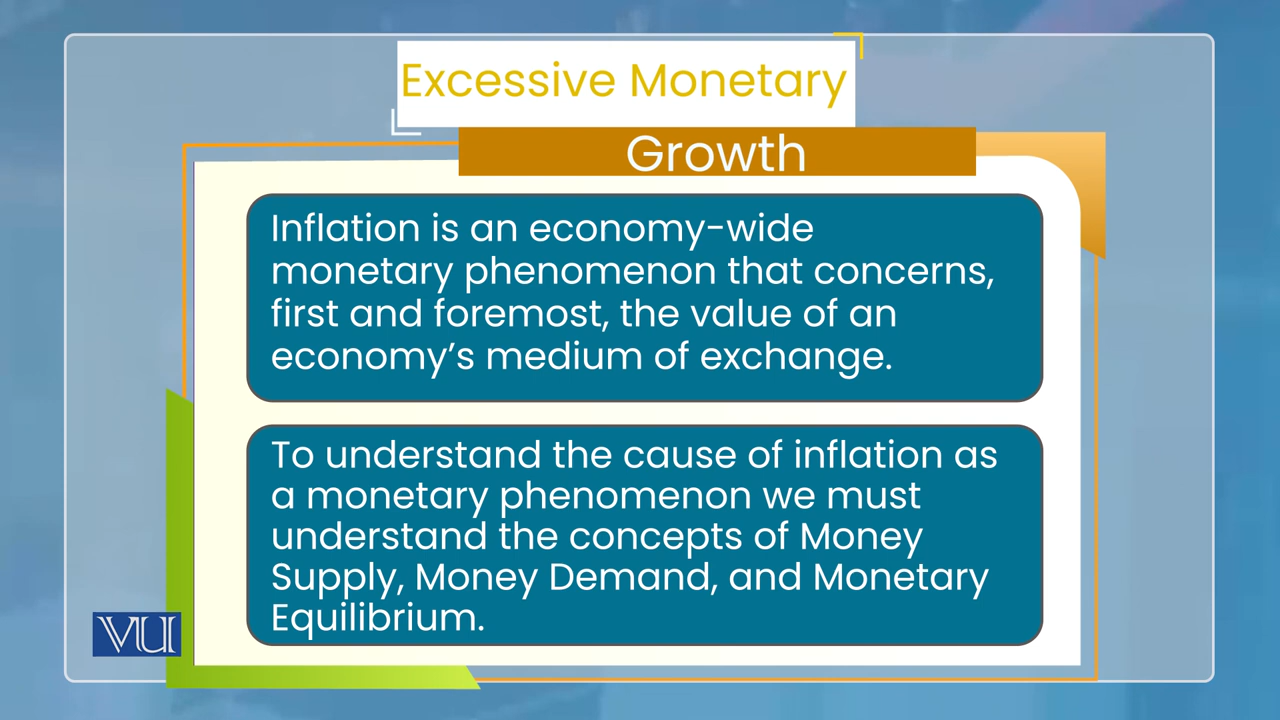 Excessive Monetary
Growth
Inflation is an economy-wide
monetary phenomenon that concerns,
first and foremost, the value of an
economy's medium of exchange.
To understand the cause of inflation as
a monetary phenomenon we must
understand the concepts of Money
Supply, Money Demand, and Monetary
Equilibrium.
VU